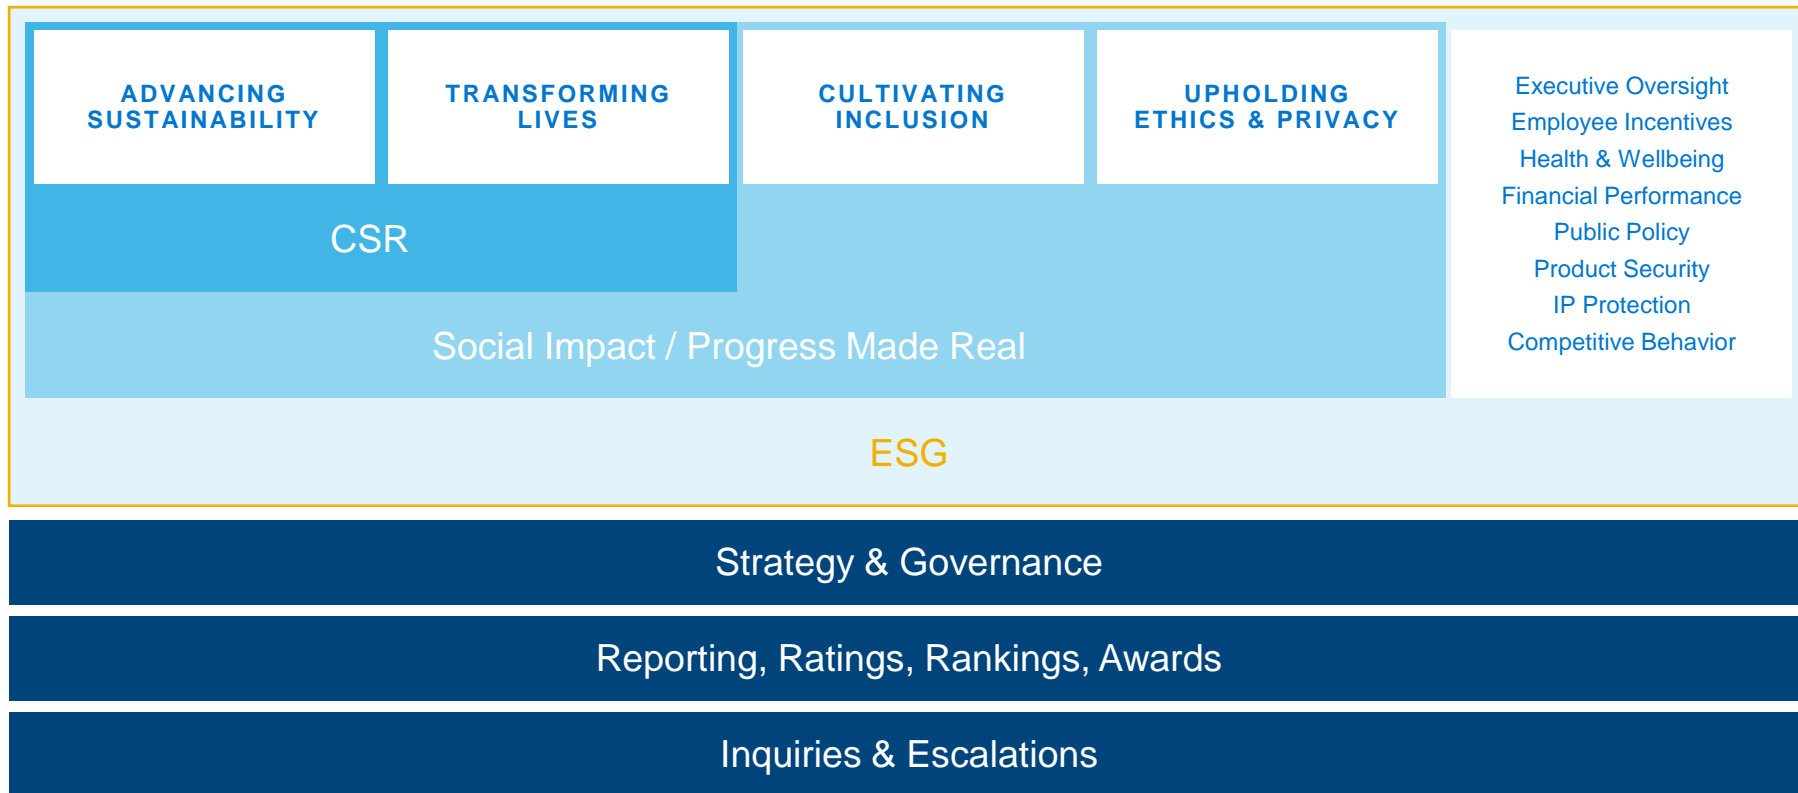 ADVANCING
SUSTAINABILITY
TRANSFORMING
LIVES
CULTIVATING
INCLUSION
UPHOLDING
ETHICS & PRIVACY
Executive Oversight
Employee Incentives
Health & Wellbeing
Financial Performance
Public Policy
Product Security
IP Protection
Competitive Behavior
CSR
Social Impact / Progress Made Real
ESG
Strategy & Governance
Reporting, Ratings, Rankings, Awards
Inquiries & Escalations